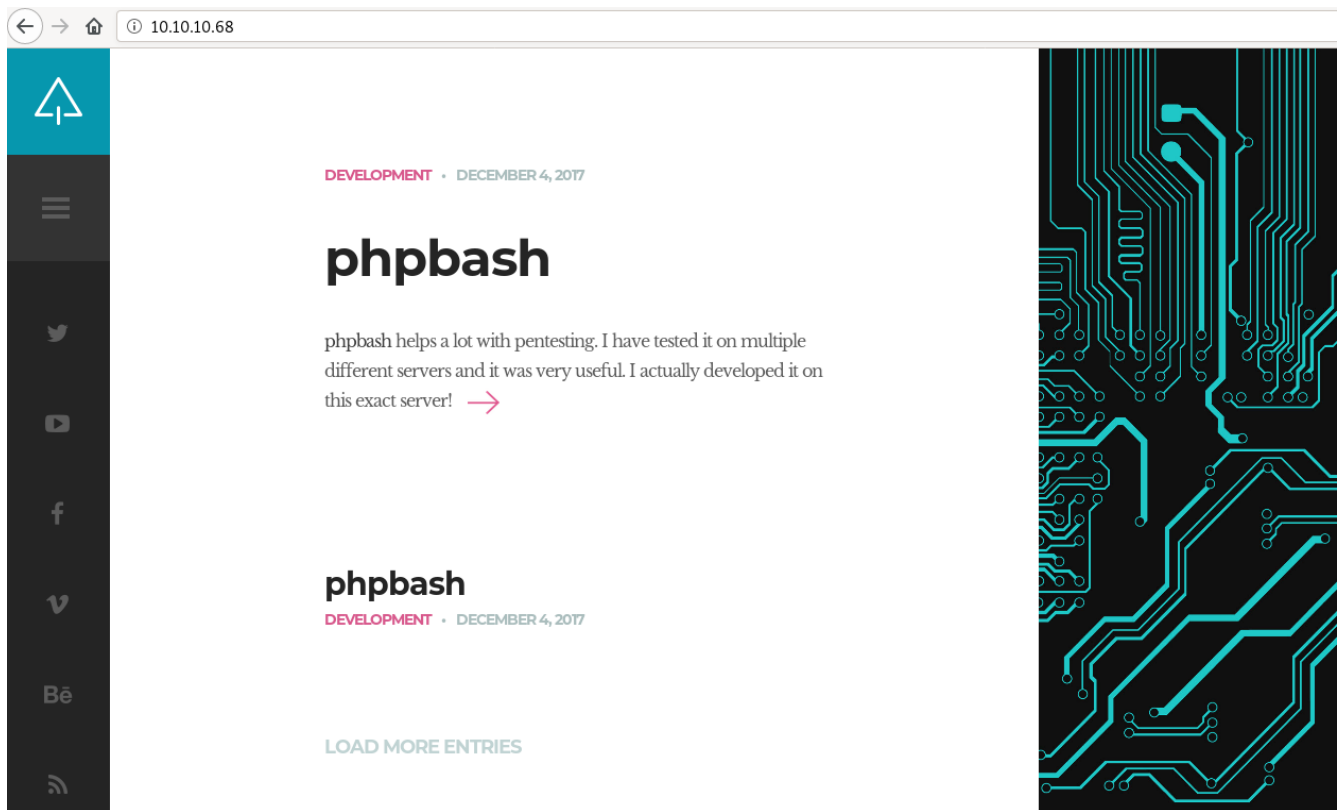 10.10.10.68
DEVELOPMENT • DECEMBER 4, 2017
phpbash
phpbash helps a lot with pentesting. I have tested it on multiple
different servers and it was very useful. I actually developed it on
this exact server!
phpbash
DEVELOPMENT • DECEMBER 4, 2017
LOAD MORE ENTRIES